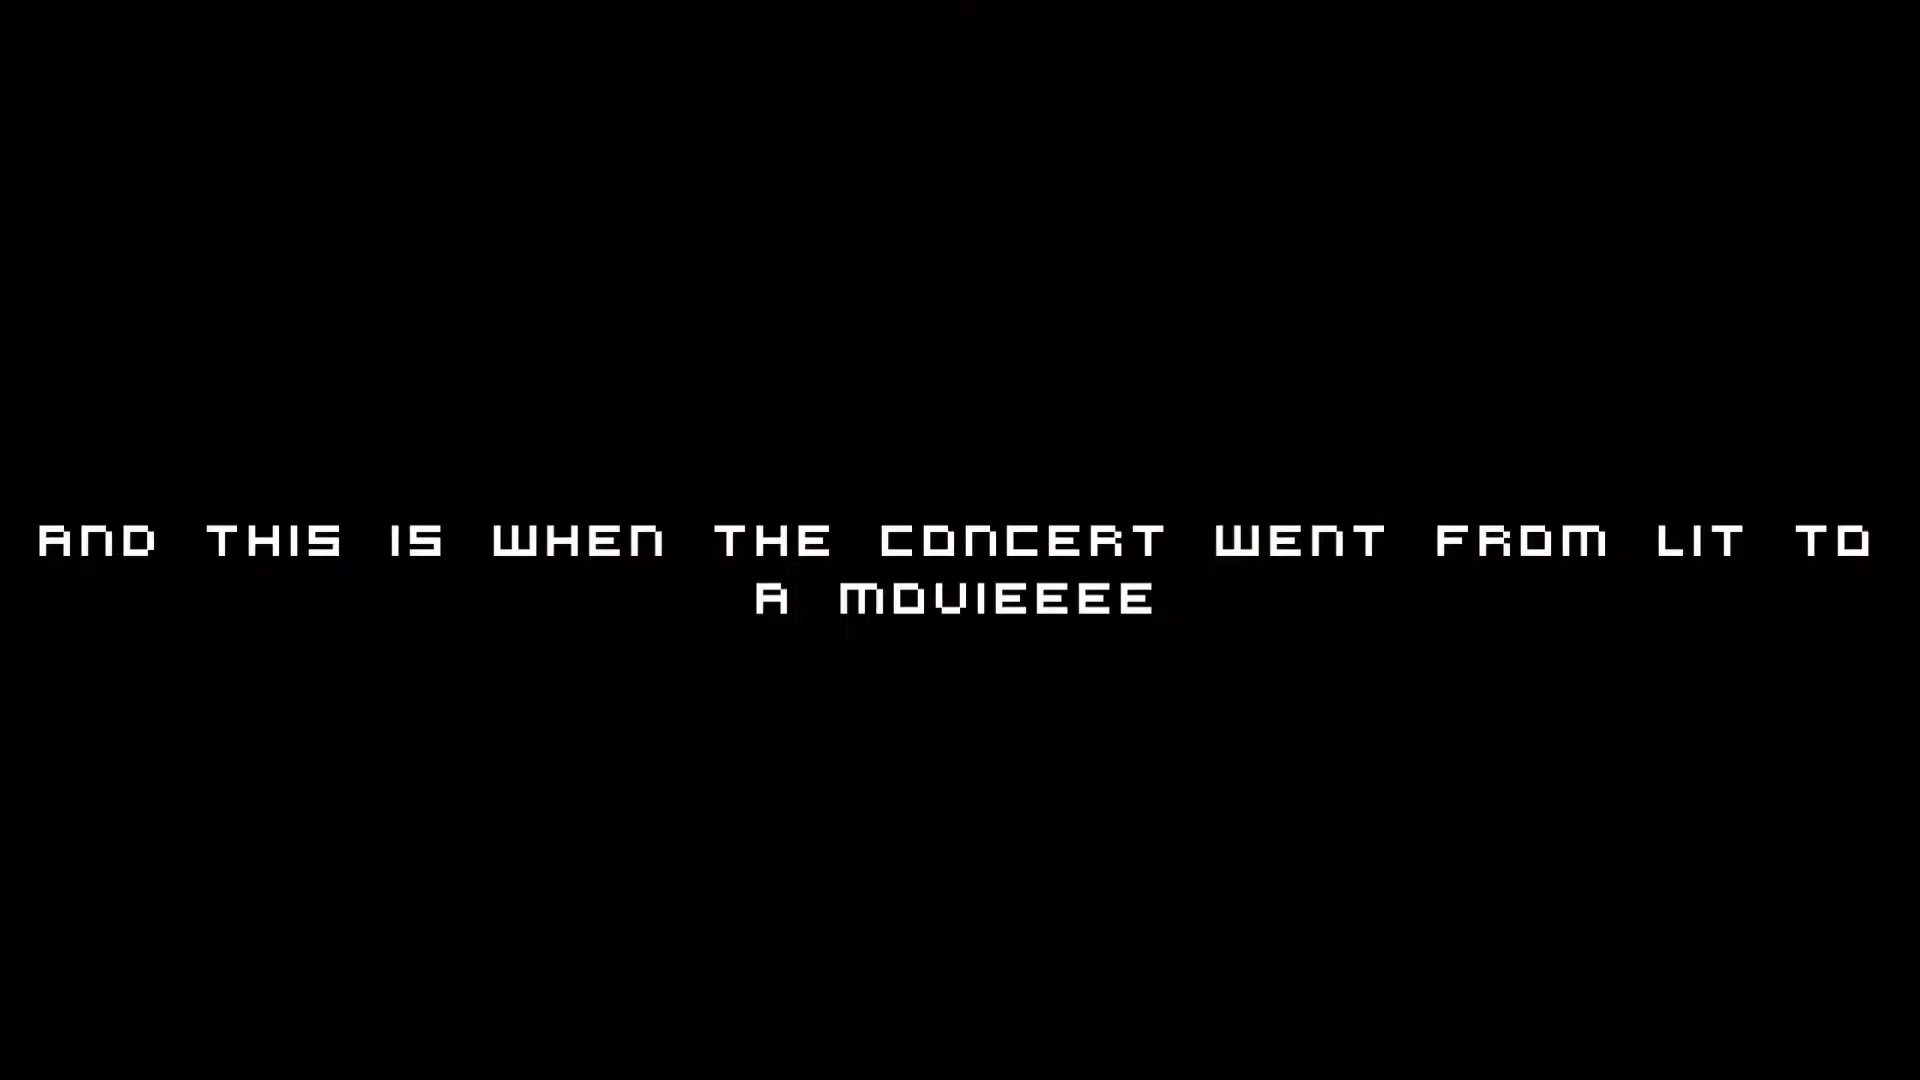 AND THIS IS WHEN THE CONCERT WENT FROM LIT TO
A MOVIEEEE